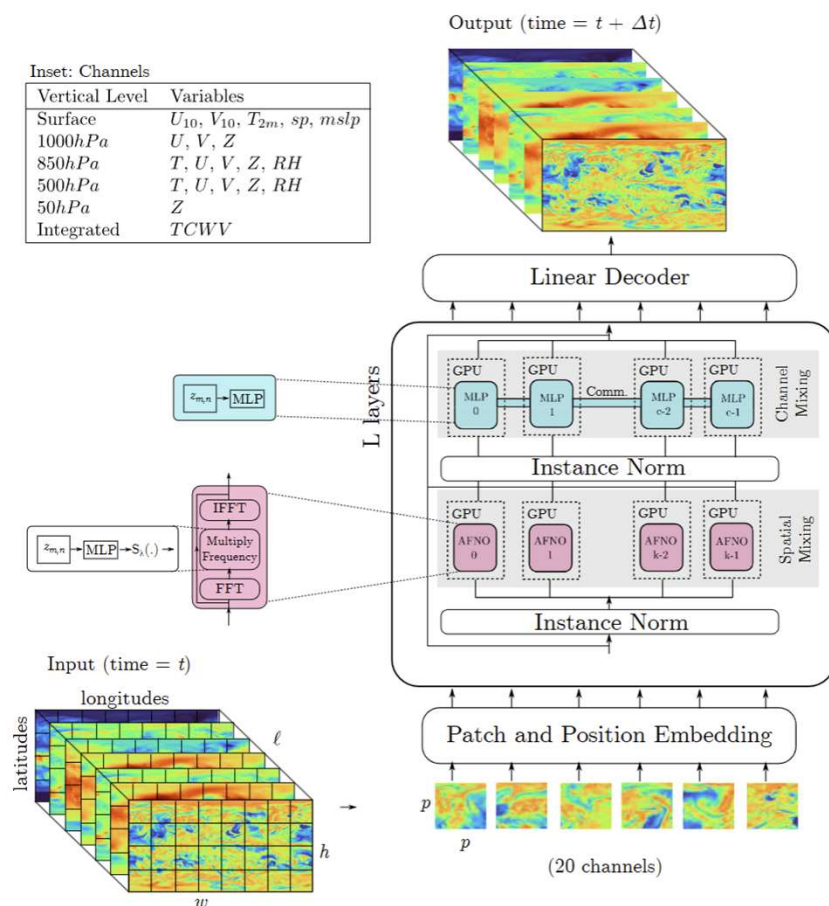 Output (time = t + Δt)
Inset: Channels
Vertical Level Variables
Surface U10, V10, T2m, sp, mslp
1000hPa U, V, Z
850hPa T, U, V, Z, RH
500hPa T, U, V, Z, RH
50hPa Z
Integrated TCWV
Linear Decoder
L layers
GPU GPU GPU GPU
MLP 0
MLP 1
Comm.
MLP c-2
MLP c-1
Channel Mixing
zm,n MLP
Instance Norm
GPU GPU GPU GPU
AFNO 0
AFNO 1
AFNO k-2
AFNO k-1
Spatial Mixing
IFFT
Multiply Frequency
FFT
zm,n MLP Sλ(.)
Instance Norm
Input (time = t)
longitudes
latitudes
ℓ
h
w
Patch and Position Embedding
p
p
(20 channels)